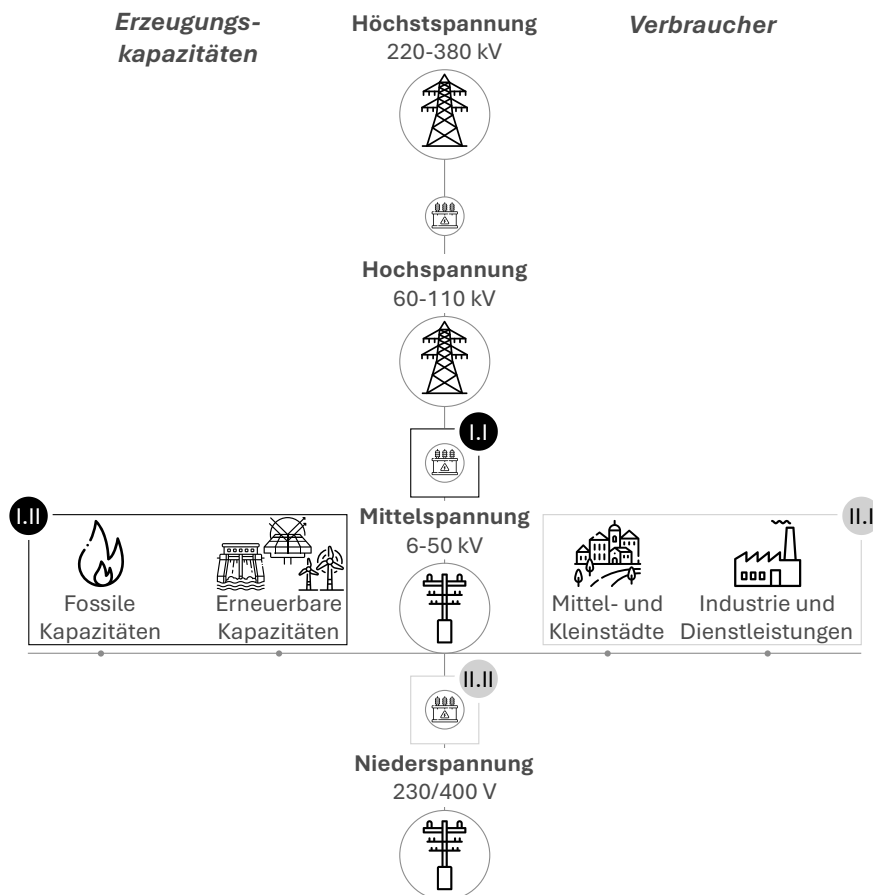 Erzeugungs-
kapazitäten
Höchstspannung
220-380 kV
Verbraucher
Hochspannung
60-110 kV
I.I
I.II
Mittelspannung
6-50 kV
II.I
Fossile
Kapazitäten
Erneuerbare
Kapazitäten
Mittel- und
Kleinstädte
Industrie und
Dienstleistungen
II.II
Niederspannung
230/400 V